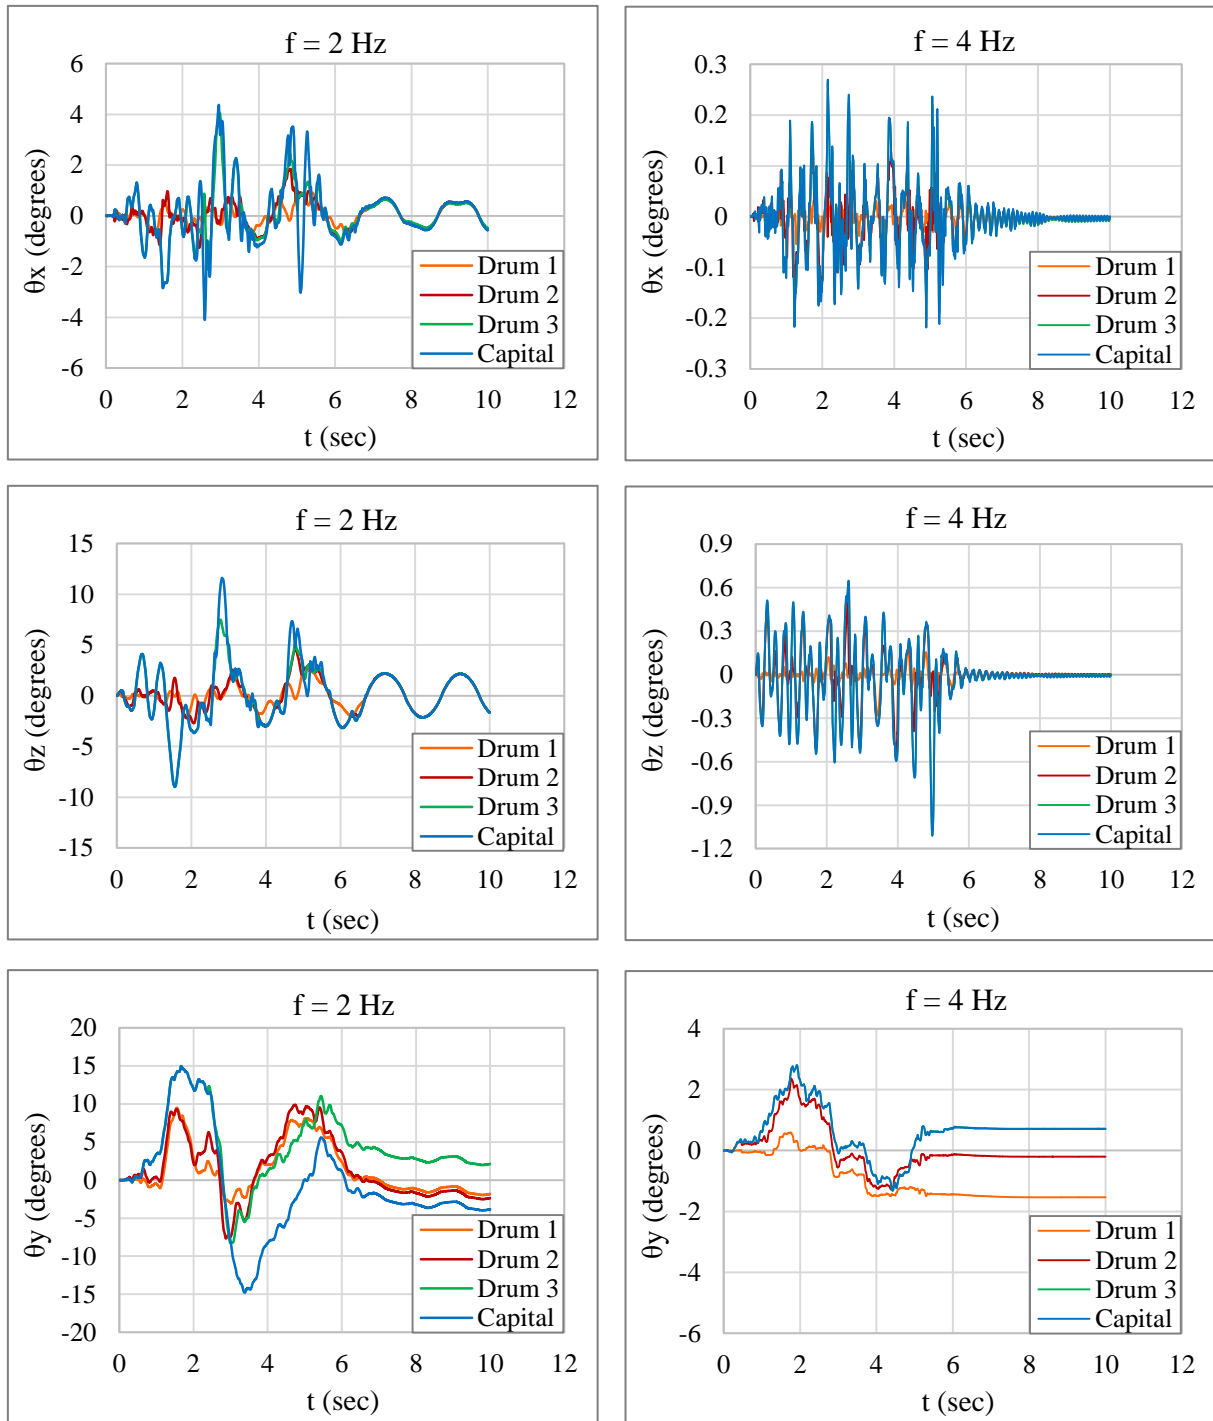 f = 2 Hz
6
4
2
0
-2
-4
-6
θx (degrees)
Drum 1
Drum 2
Drum 3
Capital
0 2 4 6 8 10 12
t (sec)
f = 4 Hz
0.3
0.2
0.1
0
-0.1
-0.2
-0.3
θx (degrees)
Drum 1
Drum 2
Drum 3
Capital
0 2 4 6 8 10 12
t (sec)
f = 2 Hz
15
10
5
0
-5
-10
-15
θz (degrees)
Drum 1
Drum 2
Drum 3
Capital
0 2 4 6 8 10 12
t (sec)
f = 4 Hz
0.9
0.6
0.3
0
-0.3
-0.6
-0.9
-1.2
θz (degrees)
Drum 1
Drum 2
Drum 3
Capital
0 2 4 6 8 10 12
t (sec)
f = 2 Hz
20
15
10
5
0
-5
-10
-15
-20
θy (degrees)
Drum 1
Drum 2
Drum 3
Capital
0 2 4 6 8 10 12
t (sec)
f = 4 Hz
4
2
0
-2
-4
-6
θy (degrees)
Drum 1
Drum 2
Drum 3
Capital
0 2 4 6 8 10 12
t (sec)